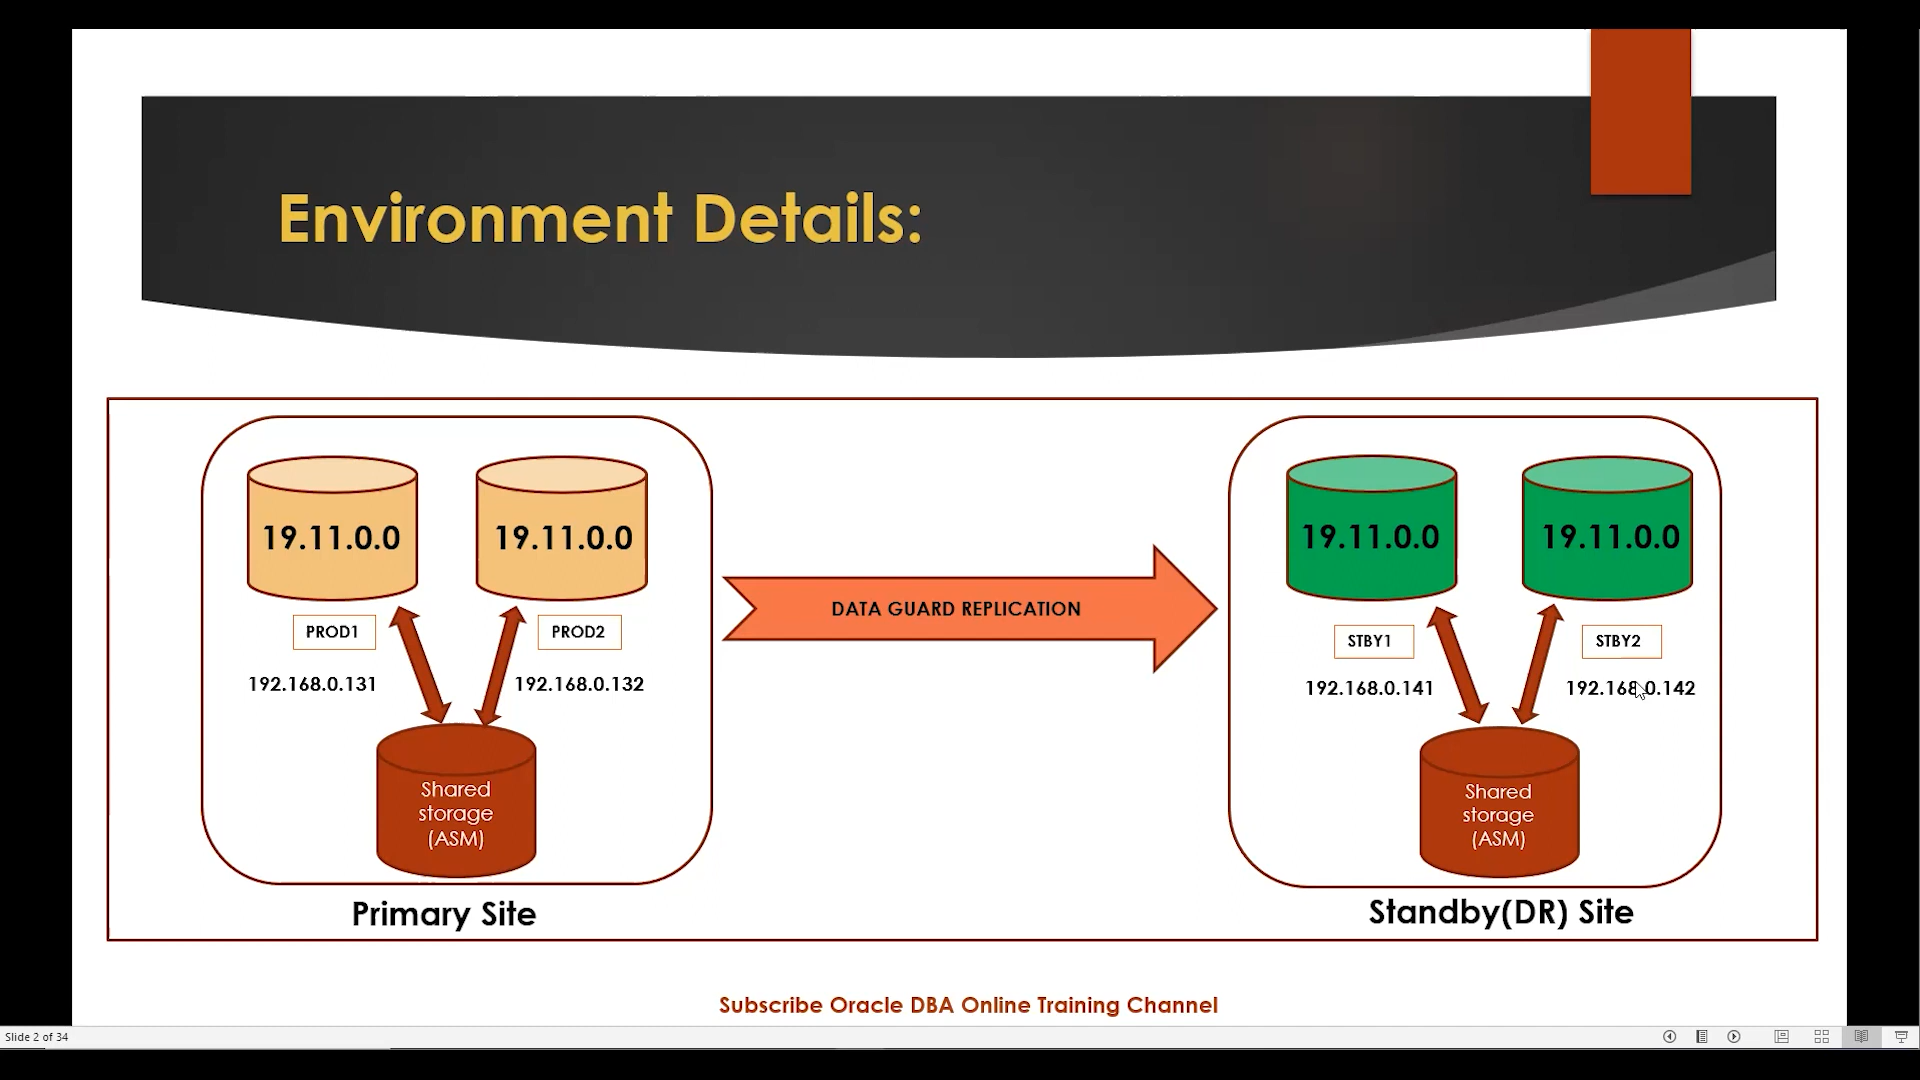 Environment Details:
19.11.0.0
19.11.0.0
PROD1
PROD2
192.168.0.131
192.168.0.132
Shared
storage
(ASM)
Primary Site
DATA GUARD REPLICATION
19.11.0.0
19.11.0.0
STBY1
STBY2
192.168.0.141
192.168.0.142
Shared
storage
(ASM)
Standby(DR) Site
Subscribe Oracle DBA Online Training Channel
Slide 2 of 34